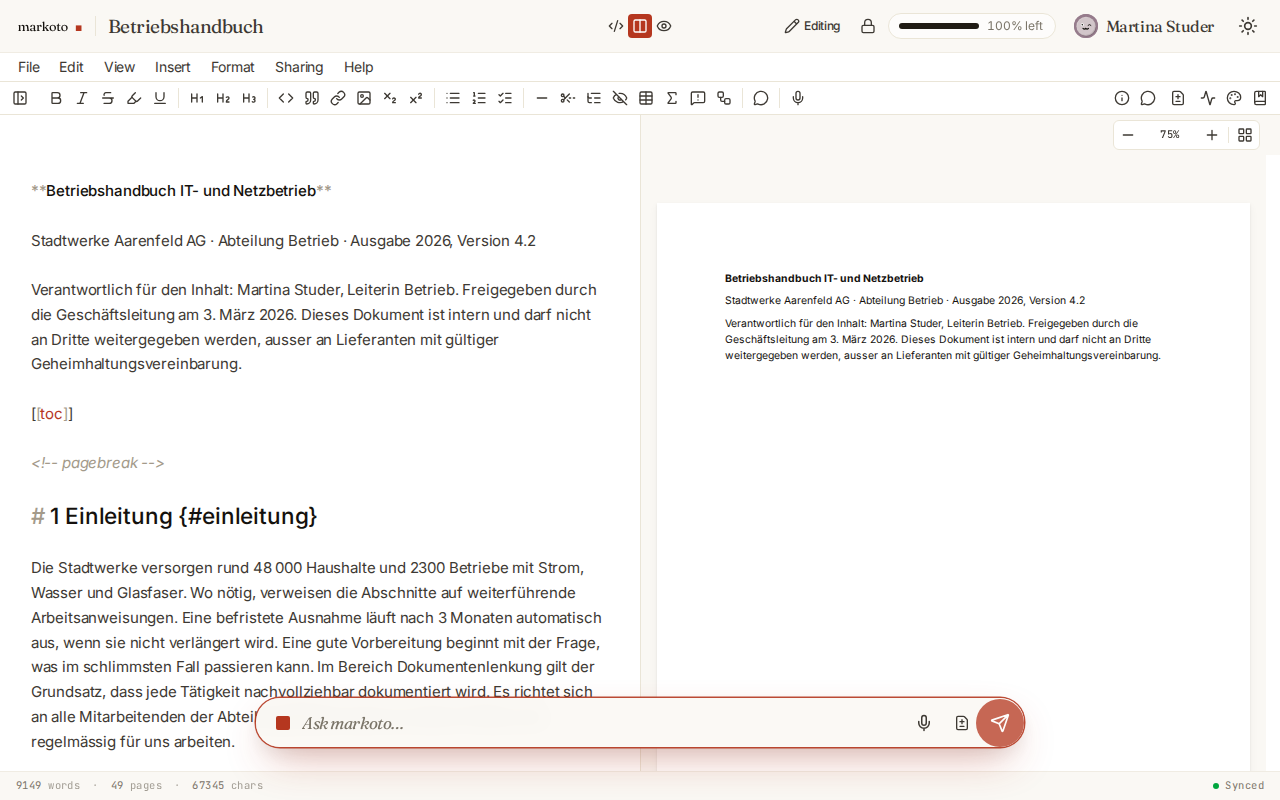 markoto
Betriebshandbuch
Editing
100% left
Martina Studer
File Edit View Insert Format Sharing Help
B I S U H1 H2 H3 x2 x²
75%
**Betriebshandbuch IT- und Netzbetrieb**
Stadtwerke Aarenfeld AG · Abteilung Betrieb · Ausgabe 2026, Version 4.2
Verantwortlich für den Inhalt: Martina Studer, Leiterin Betrieb. Freigegeben durch
die Geschäftsleitung am 3. März 2026. Dieses Dokument ist intern und darf nicht
an Dritte weitergegeben werden, ausser an Lieferanten mit gültiger
Geheimhaltungsvereinbarung.
[[toc]]
<!-- pagebreak -->
# 1 Einleitung {#einleitung}
Die Stadtwerke versorgen rund 48 000 Haushalte und 2300 Betriebe mit Strom,
Wasser und Glasfaser. Wo nötig, verweisen die Abschnitte auf weiterführende
Arbeitsanweisungen. Eine befristete Ausnahme läuft nach 3 Monaten automatisch
aus, wenn sie nicht verlängert wird. Eine gute Vorbereitung beginnt mit der Frage,
was im schlimmsten Fall passieren kann. Im Bereich Dokumentenlenkung gilt der
Grundsatz, dass jede Tätigkeit nachvollziehbar dokumentiert wird. Es richtet sich
an alle Mitarbeitenden der
regelmässig für uns arbeiten.
Betriebshandbuch IT- und Netzbetrieb
Stadtwerke Aarenfeld AG · Abteilung Betrieb · Ausgabe 2026, Version 4.2
Verantwortlich für den Inhalt: Martina Studer, Leiterin Betrieb. Freigegeben durch die
Geschäftsleitung am 3. März 2026. Dieses Dokument ist intern und darf nicht an Dritte
weitergegeben werden, ausser an Lieferanten mit gültiger Geheimhaltungsvereinbarung.
Ask markoto...
9149 words · 49 pages · 67345 chars
Synced